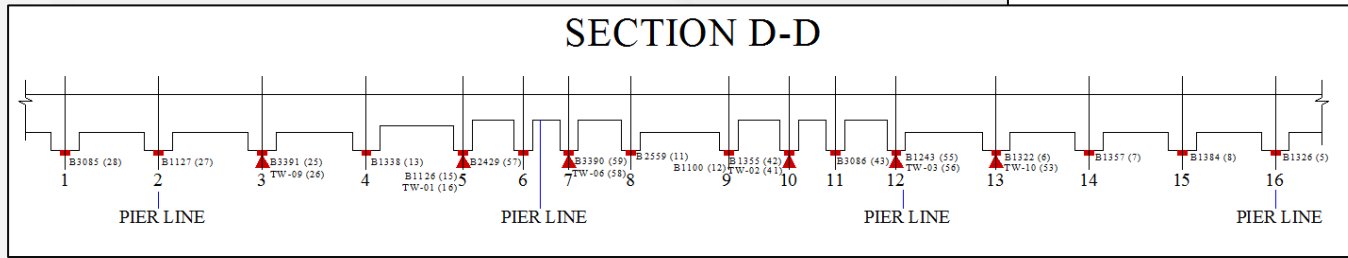 SECTION D-D
B3085 (28)
B1127 (27)
B3391 (25)
TW-09 (26)
B1338 (13)
B1126 (15)
TW-01 (16)
B2429 (57)
B3390 (59)
TW-06 (58)
B2559 (11)
B1100 (12)
B1355 (42)
TW-02 (41)
B3086 (43)
B1243 (55)
TW-03 (56)
B1322 (6)
TW-10 (53)
B1357 (7)
B1384 (8)
B1326 (5)
1 2 3 4 5 6 7 8 9 10 11 12 13 14 15 16
PIER LINE PIER LINE PIER LINE PIER LINE